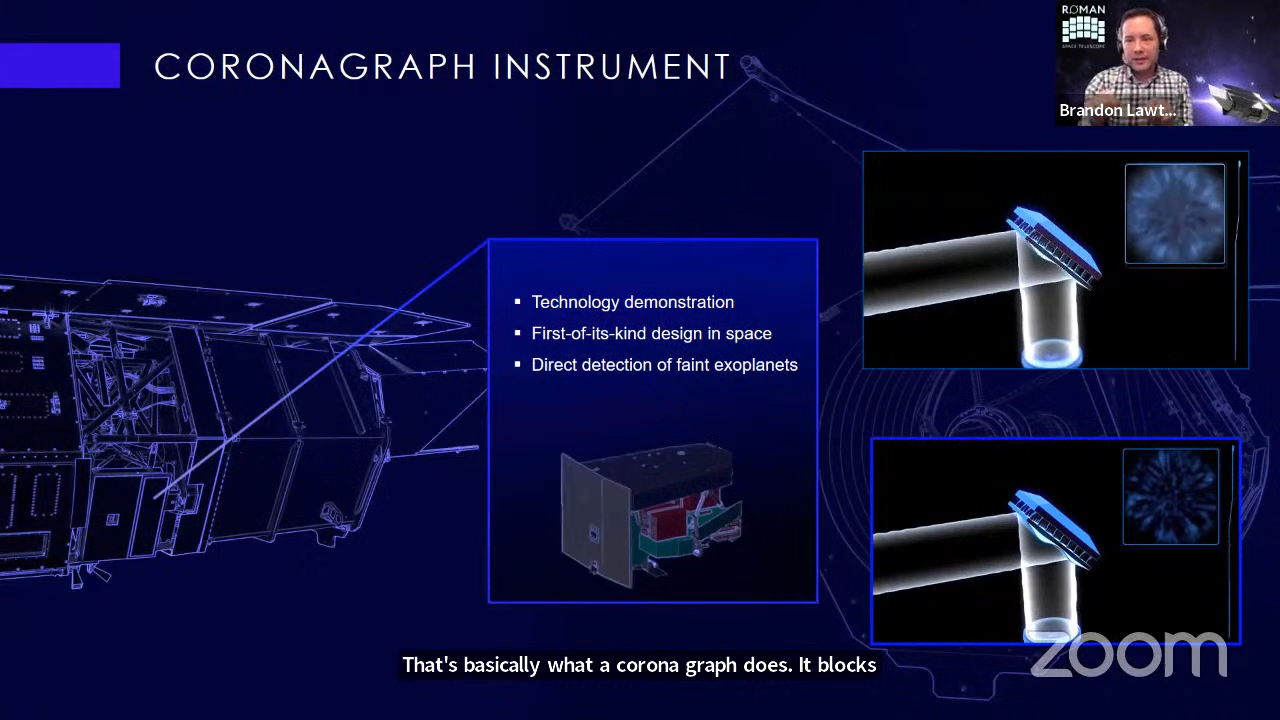 CORONAGRAPH INSTRUMENT
ROMAN
SPACE TELESCOPE
Brandon Lawt...
▪ Technology demonstration
▪ First-of-its-kind design in space
▪ Direct detection of faint exoplanets
zoom
That's basically what a corona graph does. It blocks